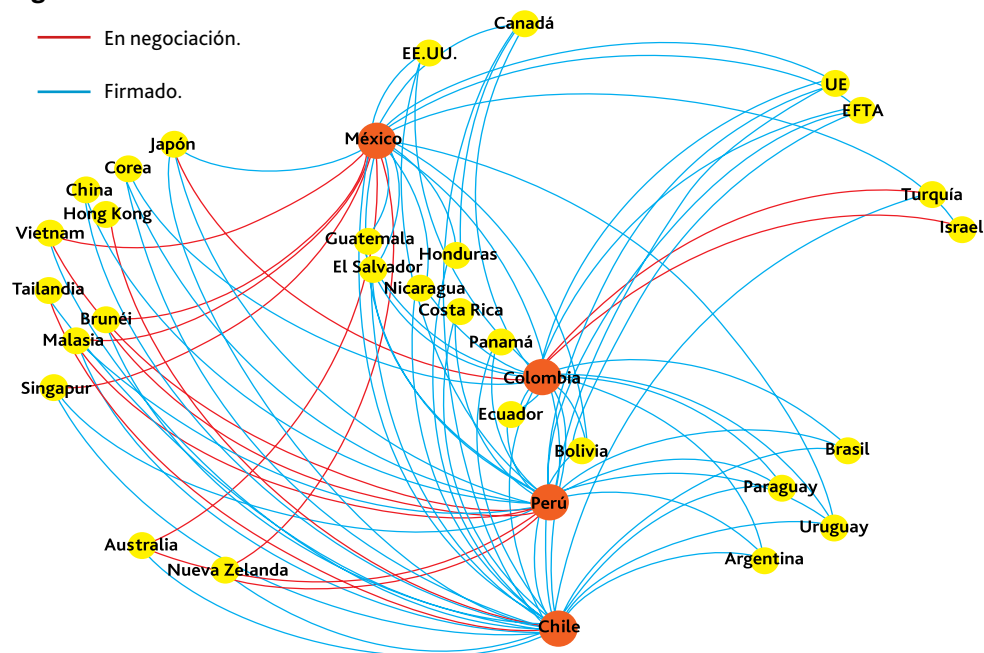 En negociación.
Firmado.
Canadá
EE.UU.
UE
EFTA
México
Japón
Corea
China
Hong Kong
Vietnam
Turquía
Israel
Guatemala
Honduras
El Salvador
Nicaragua
Costa Rica
Tailandia
Brunéi
Malasia
Panamá
Singapur
Colombia
Ecuador
Bolivia
Brasil
Perú
Paraguay
Uruguay
Australia
Nueva Zelanda
Argentina
Chile